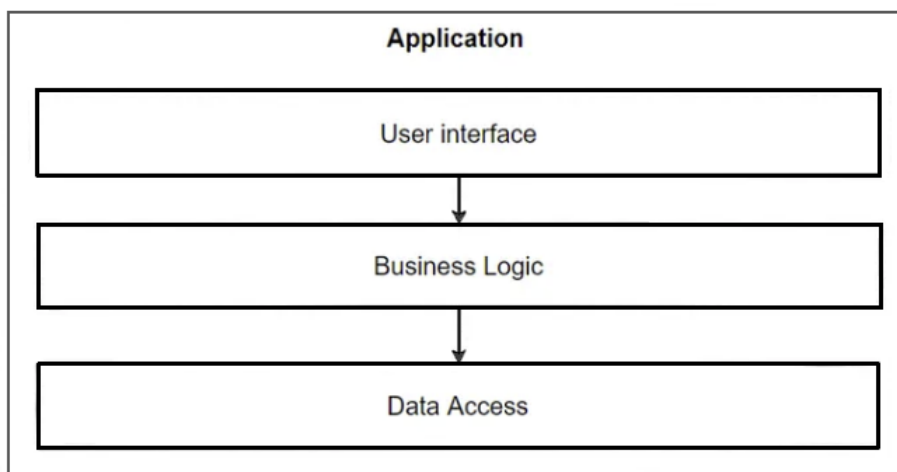 Application
User interface
Business Logic
Data Access